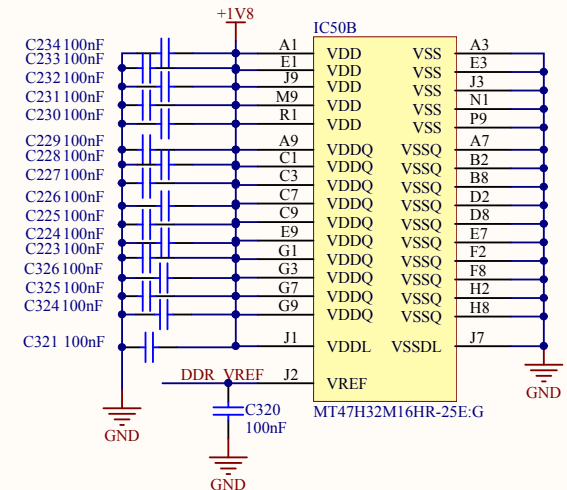 +1V8
IC50B
C234 100nF A1 VDD VSS A3
C233 100nF E1 VDD VSS E3
C232 100nF J9 VDD VSS J3
C231 100nF M9 VDD VSS N1
C230 100nF R1 VDD VSS P9
C229 100nF A9 VDDQ VSSQ A7
C228 100nF C1 VDDQ VSSQ B2
C227 100nF C3 VDDQ VSSQ B8
C226 100nF C7 VDDQ VSSQ D2
C225 100nF C9 VDDQ VSSQ D8
C224 100nF E9 VDDQ VSSQ E7
C223 100nF G1 VDDQ VSSQ F2
C326 100nF G3 VDDQ VSSQ F8
C325 100nF G7 VDDQ VSSQ H2
C324 100nF G9 VDDQ VSSQ H8
C321 100nF J1 VDDL VSSDL J7
DDR_VREF J2 VREF
GND
C320
100nF
MT47H32M16HR-25E:G
GND
GND